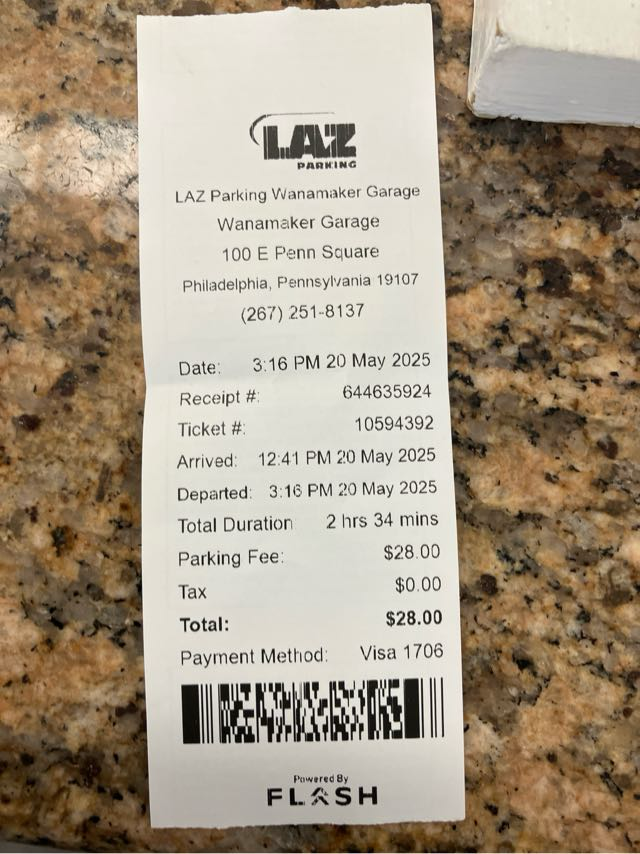 LAZ
PARKING
LAZ Parking Wanamaker Garage
Wanamaker Garage
100 E Penn Square
Philadelphia, Pennsylvania 19107
(267) 251-8137
Date: 3:16 PM 20 May 2025
Receipt #: 644635924
Ticket #: 10594392
Arrived: 12:41 PM 20 May 2025
Departed: 3:16 PM 20 May 2025
Total Duration 2 hrs 34 mins
Parking Fee: $28.00
Tax $0.00
Total: $28.00
Payment Method: Visa 1706
Powered By
FLASH